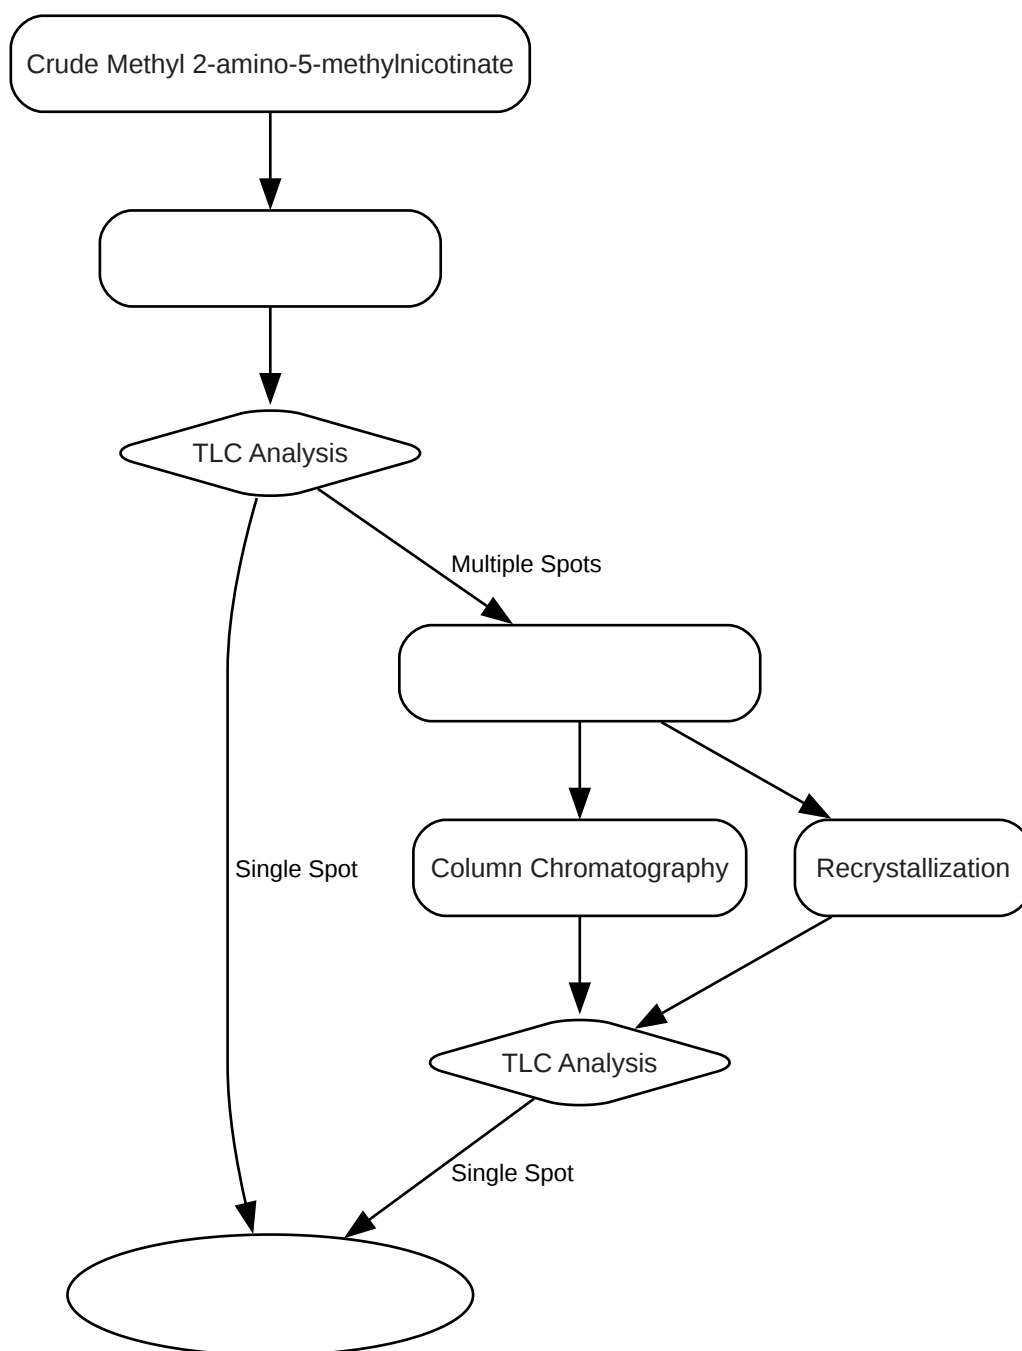 Crude Methyl 2-amino-5-methylnicotinate
TLC Analysis
Multiple Spots
Single Spot
Column Chromatography
Recrystallization
TLC Analysis
Single Spot